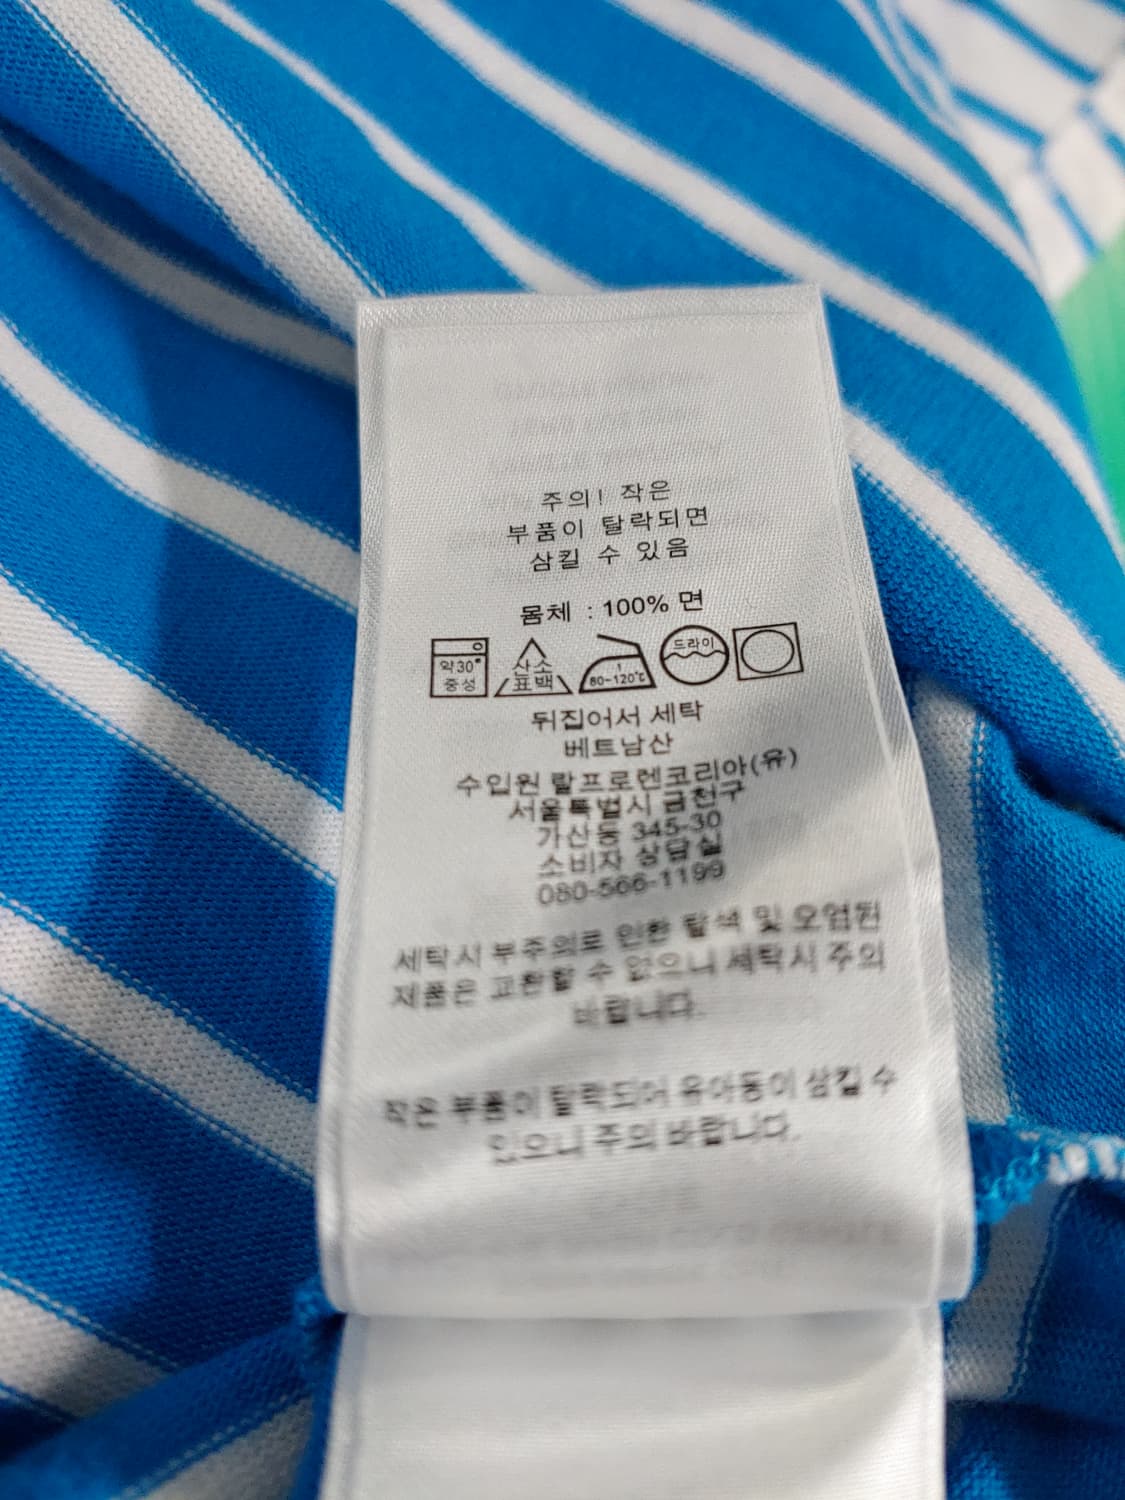 주의! 작은
부품이 탈락되면
삼킬 수 있음
몸체 : 100% 면
약30°
중성
산소
표백
1
80~120℃
드라이
뒤집어서 세탁
베트남산
수입원 랄프로렌코리아(유)
서울특별시 금천구
가산동 345-30
소비자 상담실
080-566-1199
세탁시 부주의로 인한 탈색 및 오염된
제품은 교환할 수 없으니 세탁시 주의
바랍니다.
작은 부품이 탈락되어 유아동이 삼킬 수
있으니 주의 바랍니다.